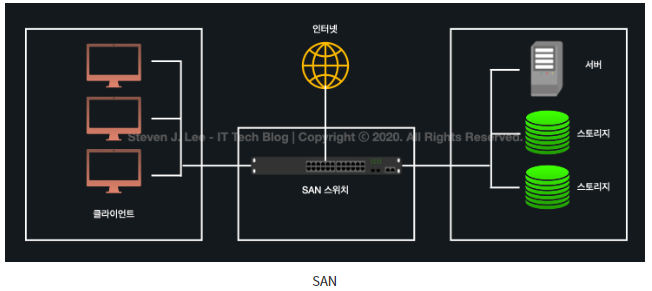 인터넷
서버
Steven J. Lee - IT Tech Blog | Copyright ⓒ 2020. All Rights Reserved.
스토리지
SAN 스위치
스토리지
클라이언트
SAN